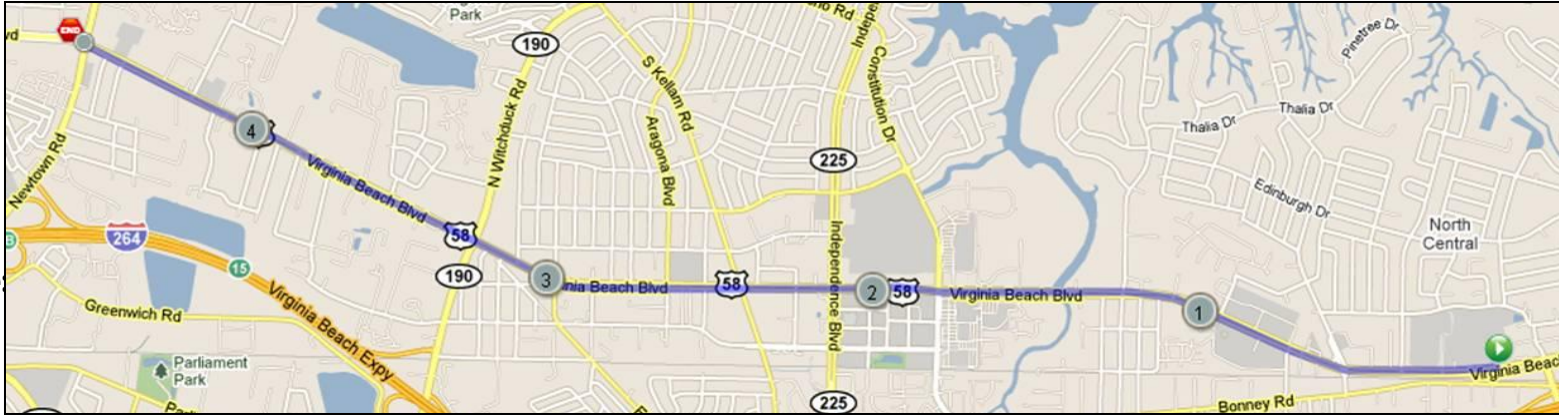 Park
190
no Rd
Indepe
Pinetree Dr
vd
END
S Kellam Rd
Constitution Dr
N Witchduck Rd
Aragona Blvd
Thalia Dr
Thalia Dr
4
Newtown Rd
Virginia Beach Blvd
225
Edinburgh Dr
North
Central
264
58
15
190
3
nia Beach Blvd
58
Independence Blvd
2
58
Virginia Beach Blvd
1
Greenwich Rd
Virginia Beach Expy
Parliament
Park
Virginia Beac
225
Bonney Rd